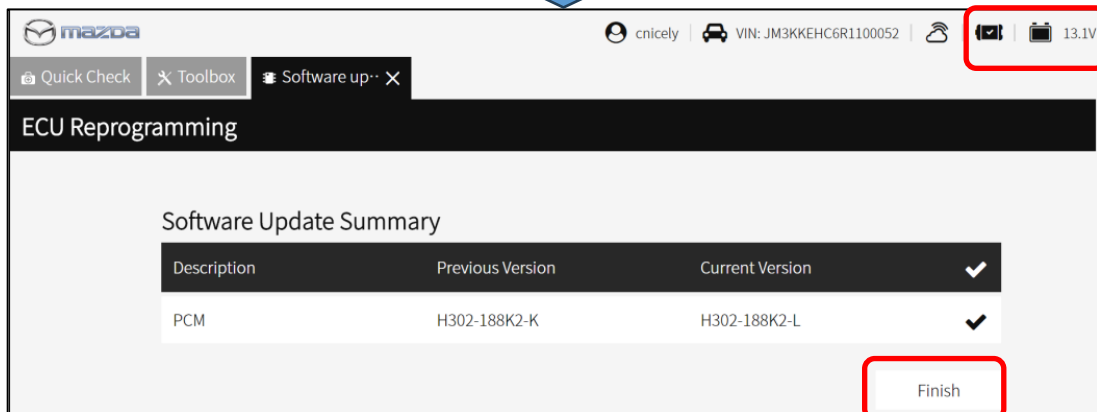 mazda cnicely VIN: JM3KKEHC6R1100052 13.1V
Quick Check Toolbox Software up··
ECU Reprogramming
Software Update Summary
Description Previous Version Current Version
PCM H302-188K2-K H302-188K2-L
Finish